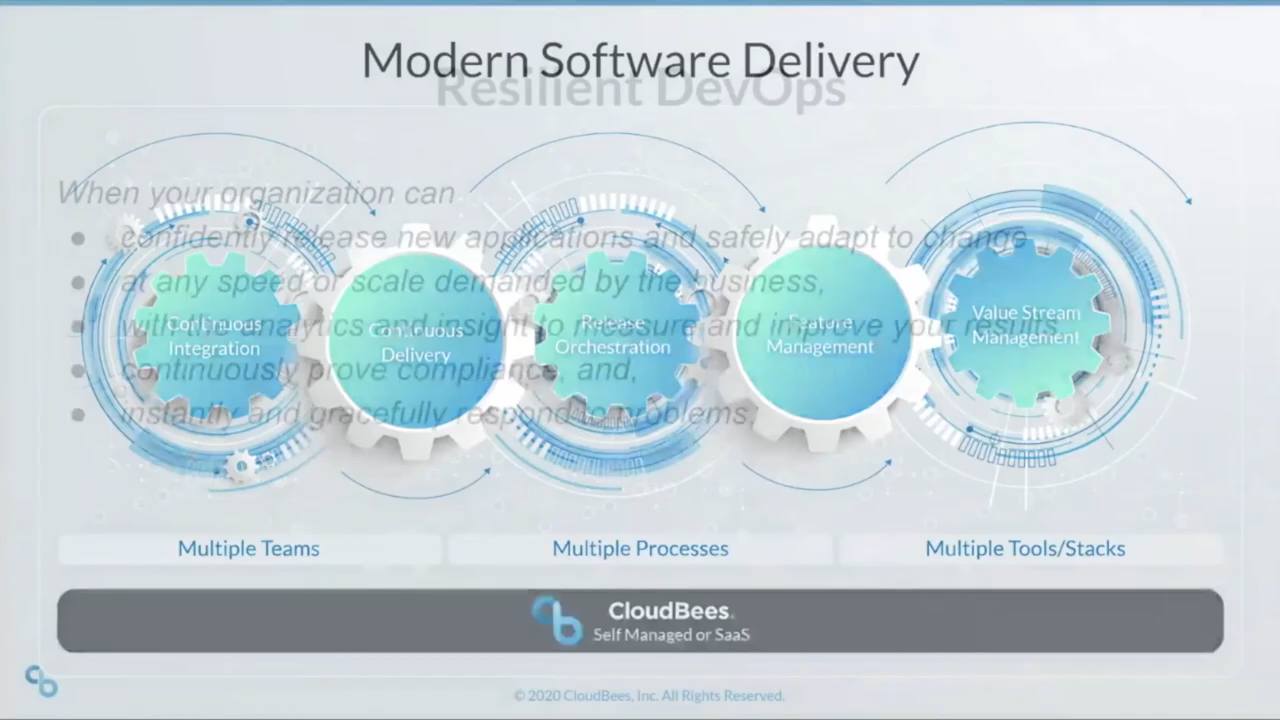 Modern Software Delivery
Resilient DevOps
When your organization can
● confidently release new applications and safely adapt to change
● at any speed or scale demanded by the business,
● with the analytics and insight to measure and improve your results
● continuously prove compliance, and,
● instantly and gracefully respond to problems
Continuous
Integration
Continuous
Delivery
Release
Orchestration
Feature
Management
Value Stream
Management
Multiple Teams
Multiple Processes
Multiple Tools/Stacks
CloudBees.
Self Managed or SaaS
© 2020 CloudBees, Inc. All Rights Reserved.